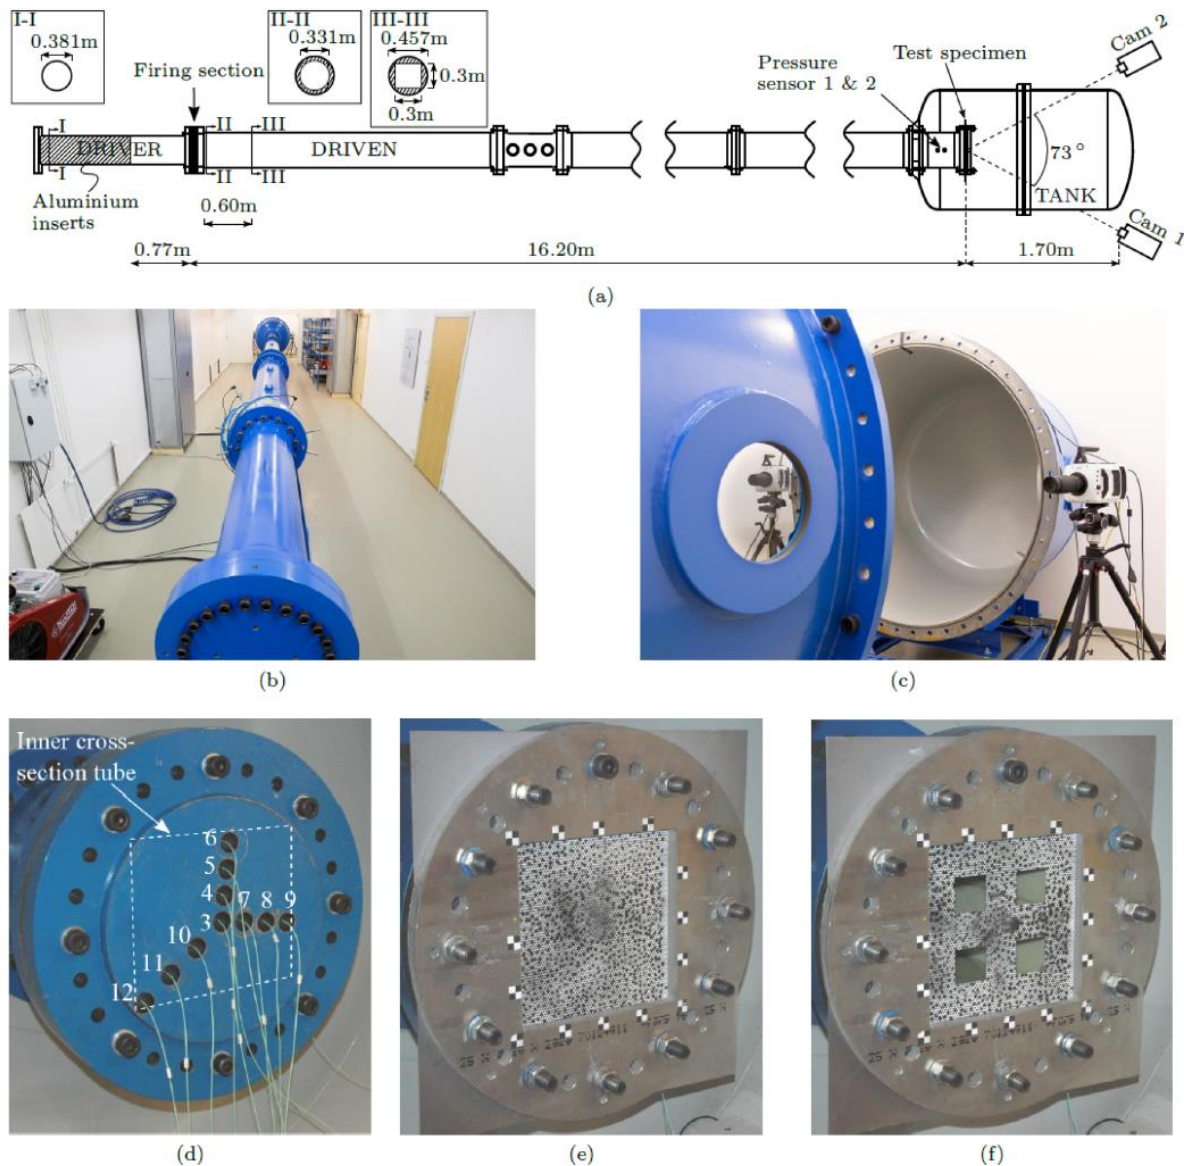 I-I
0.381m
II-II
0.331m
III-III
0.457m
0.3m
0.3m
Firing section
Pressure
sensor 1 & 2
Test specimen
Cam 2
I
II
III
DRIVER
DRIVEN
73°
TANK
I
II
III
Aluminium
inserts
0.60m
Cam 1
0.77m
16.20m
1.70m
(a)
(b)
(c)
Inner cross-
section tube
6
5
4
7
8
9
3
10
11
12
(d)
(e)
(f)